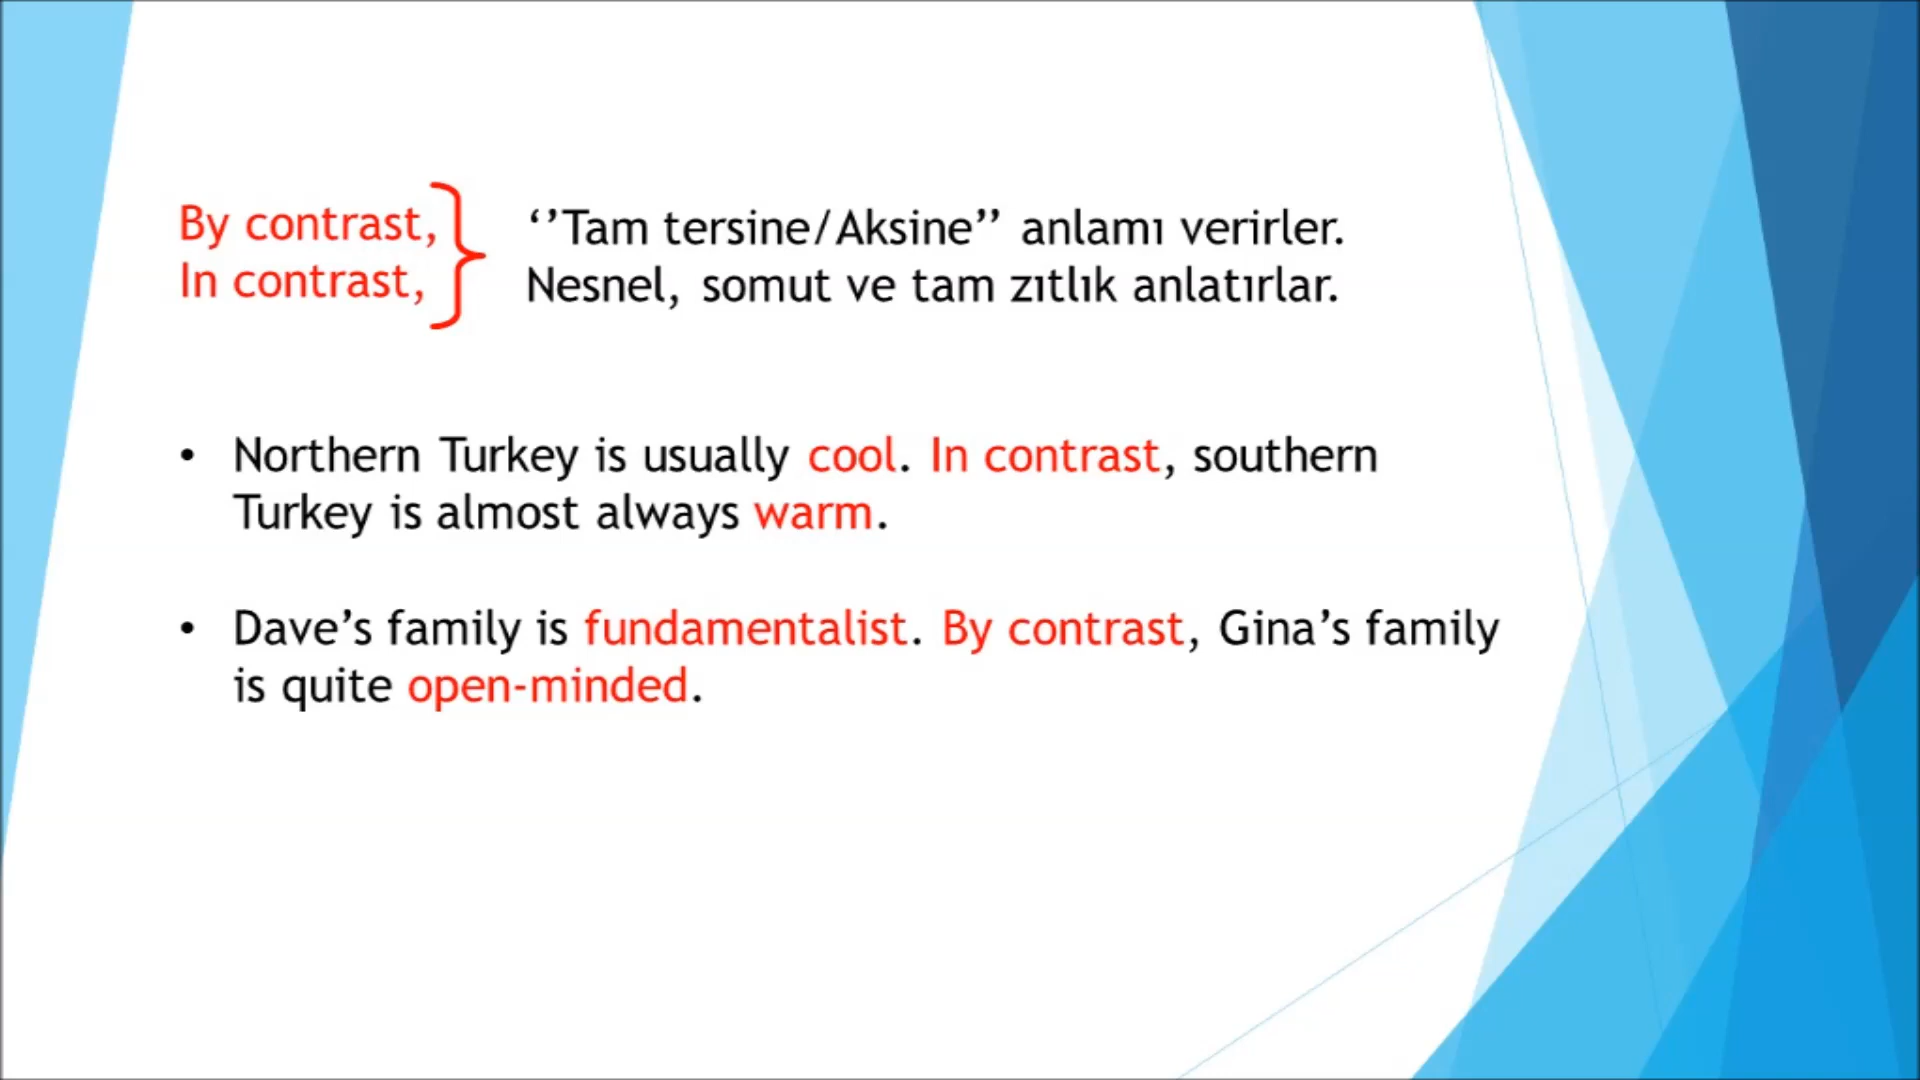 By contrast,
In contrast,
‘’Tam tersine/Aksine’’ anlamı verirler.
Nesnel, somut ve tam zıtlık anlatırlar.
• Northern Turkey is usually cool. In contrast, southern
Turkey is almost always warm.
• Dave’s family is fundamentalist. By contrast, Gina’s family
is quite open-minded.